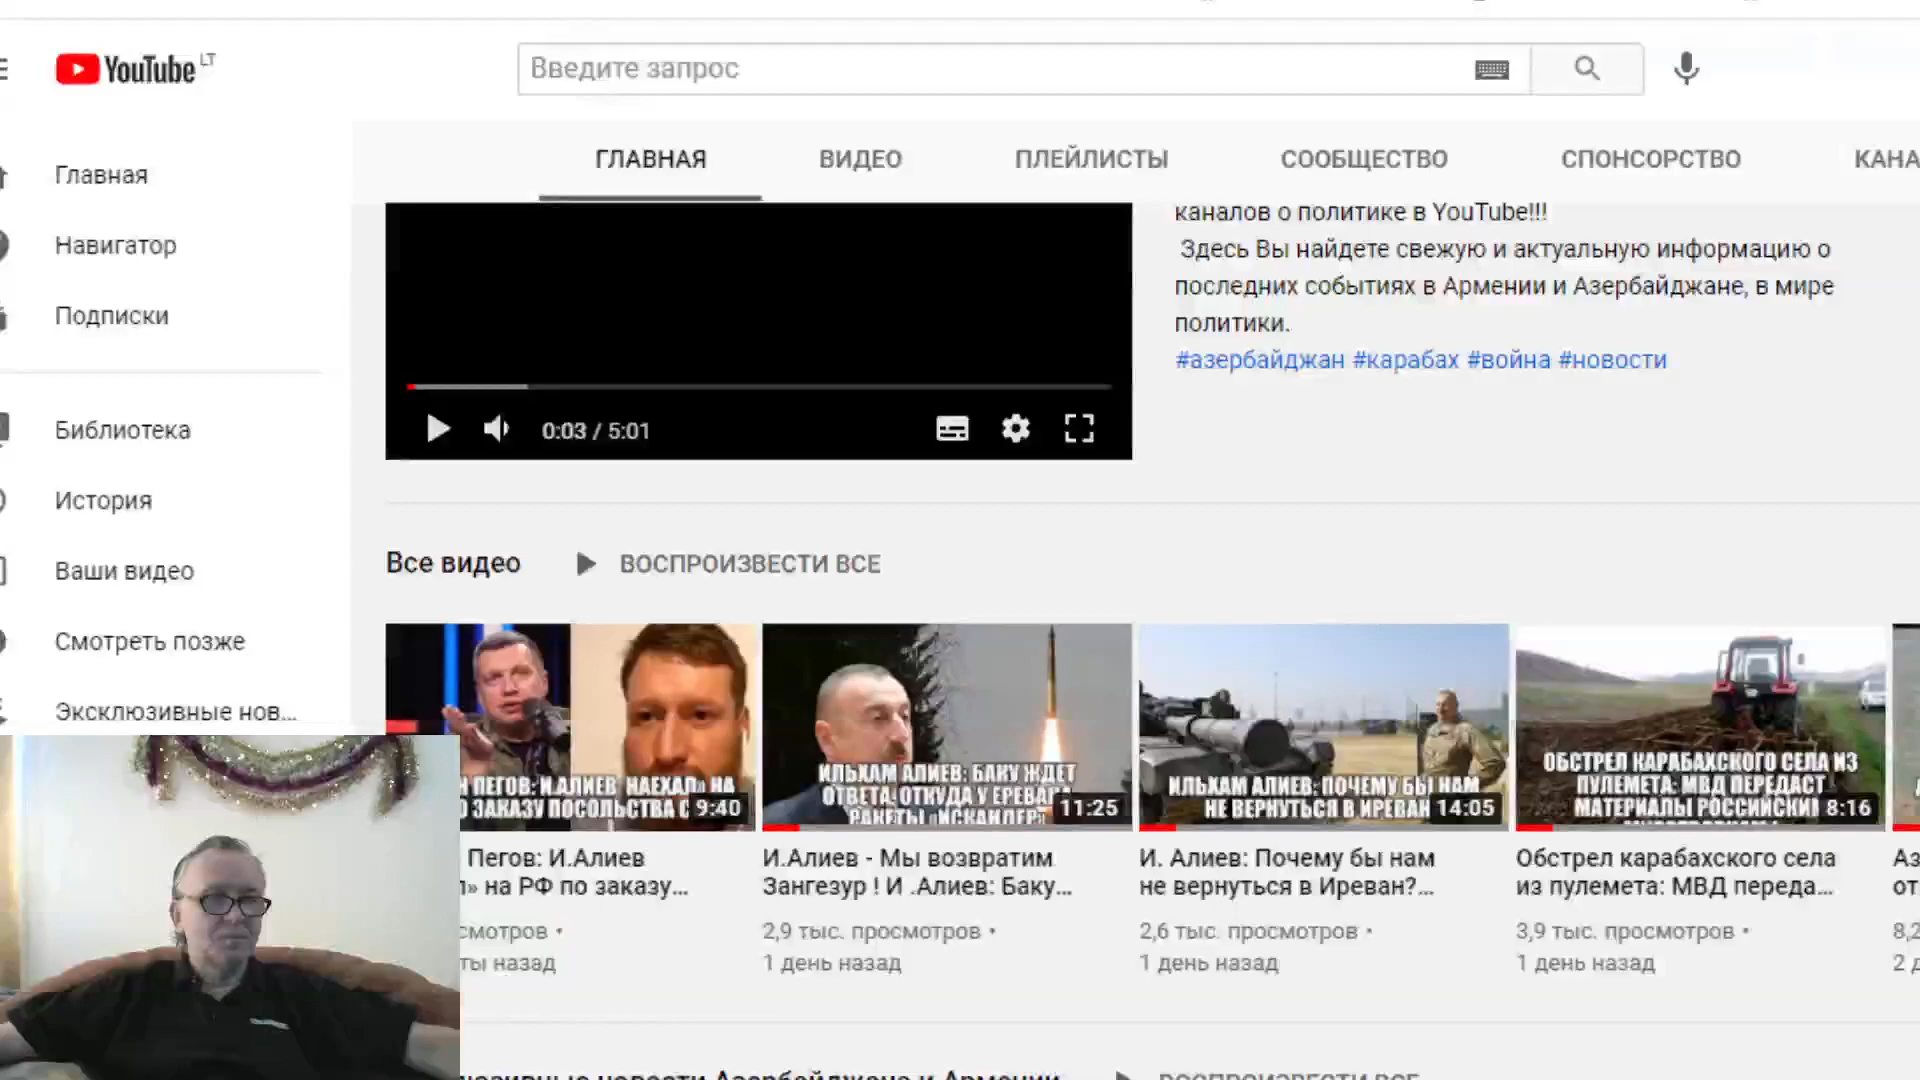 YouTube LT
Введите запрос
ГЛАВНАЯ
ВИДЕО
ПЛЕЙЛИСТЫ
СООБЩЕСТВО
СПОНСОРСТВО
КАНА
Главная
Навигатор
Подписки
Библиотека
История
Ваши видео
Смотреть позже
Эксклюзивные нов...
каналов о политике в YouTube!!!
Здесь Вы найдете свежую и актуальную информацию о
последних событиях в Армении и Азербайджане, в мире
политики.
#азербайджан #карабах #война #новости
0:03 / 5:01
Все видео
ВОСПРОИЗВЕСТИ ВСЕ
ПЕГОВ: И.АЛИЕВ НАЕХАЛ» НА
ЗАКАЗУ ПОСОЛЬСТВА
9:40
Пегов: И.Алиев
» на РФ по заказу...
смотров •
ты назад
ИЛЬХАМ АЛИЕВ: БАКУ ЖДЕТ
ОТВЕТА, ОТКУДА У ЕРЕВАНА
РАКЕТЫ «ИСКАНДЕР»
11:25
И.Алиев - Мы возвратим
Зангезур ! И .Алиев: Баку...
2,9 тыс. просмотров •
1 день назад
ИЛЬХАМ АЛИЕВ: ПОЧЕМУ БЫ НАМ
НЕ ВЕРНУТЬСЯ В ИРЕВАН
14:05
И. Алиев: Почему бы нам
не вернуться в Иреван?...
2,6 тыс. просмотров •
1 день назад
ОБСТРЕЛ КАРАБАХСКОГО СЕЛА ИЗ
ПУЛЕМЕТА: МВД ПЕРЕДАСТ
МАТЕРИАЛЫ РОССИЙСКИМ
8:16
Обстрел карабахского села
из пулемета: МВД переда...
3,9 тыс. просмотров •
1 день назад
Аз
от
8,2
2 д
юзивные новости Азербайджана и Армении
ВОСПРОИЗВЕСТИ ВСЕ